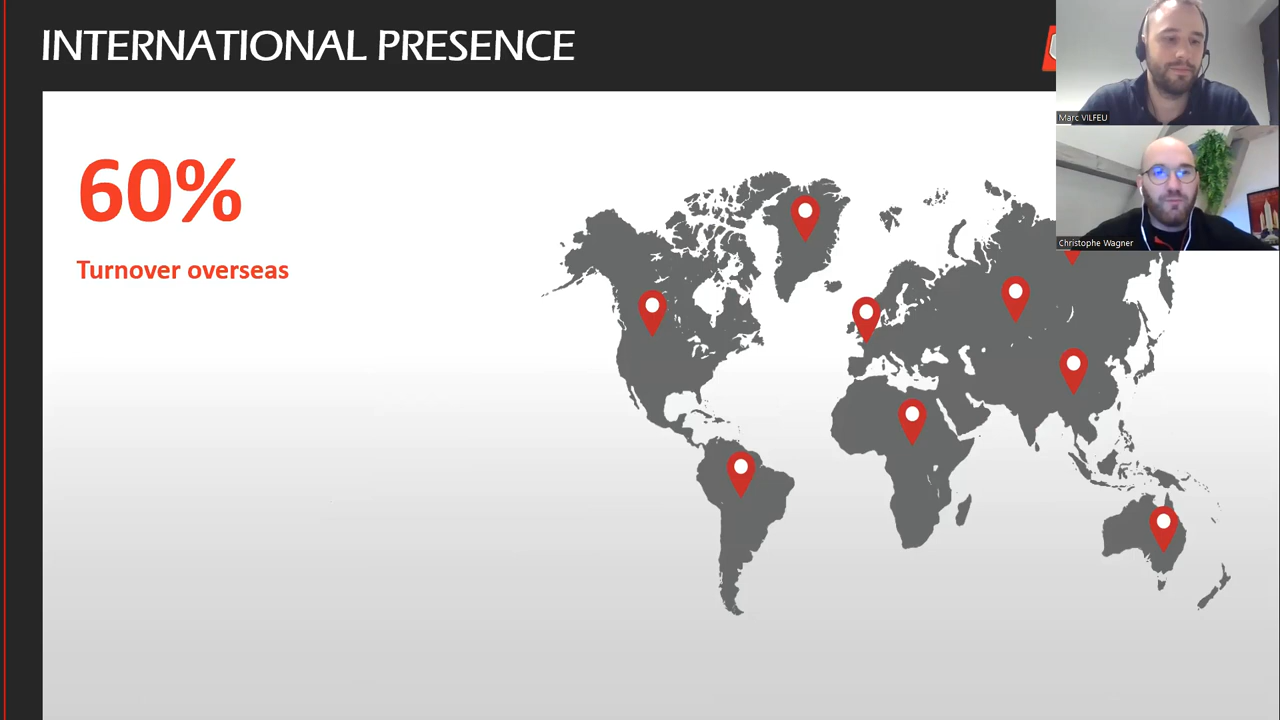 INTERNATIONAL PRESENCE
60%
Turnover overseas
Marc VILFEU
Christophe Wagner